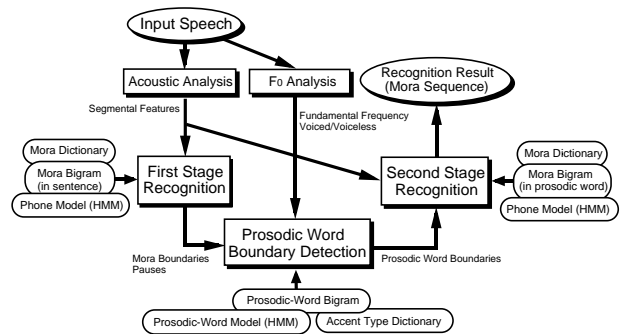 Input Speech
Acoustic Analysis
F0 Analysis
Recognition Result
(Mora Sequence)
Segmental Features
Fundamental Frequency
Voiced/Voiceless
Mora Dictionary
Mora Bigram
(in sentence)
Phone Model (HMM)
First Stage
Recognition
Second Stage
Recognition
Mora Dictionary
Mora Bigram
(in prosodic word)
Phone Model (HMM)
Mora Boundaries
Pauses
Prosodic Word
Boundary Detection
Prosodic Word Boundaries
Prosodic-Word Bigram
Prosodic-Word Model (HMM)
Accent Type Dictionary